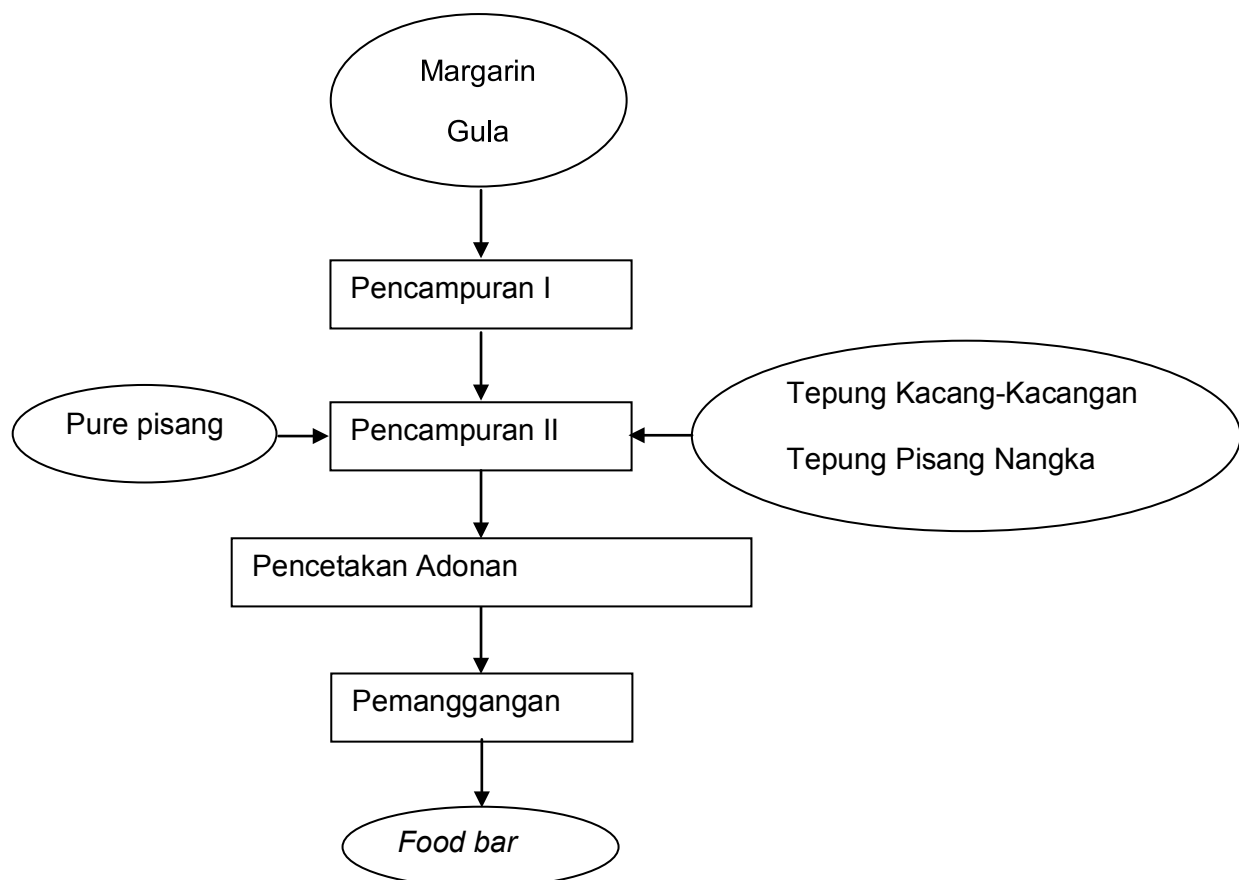 Margarin
Gula
Pencampuran I
Pure pisang
Pencampuran II
Tepung Kacang-Kacangan
Tepung Pisang Nangka
Pencetakan Adonan
Pemanggangan
Food bar